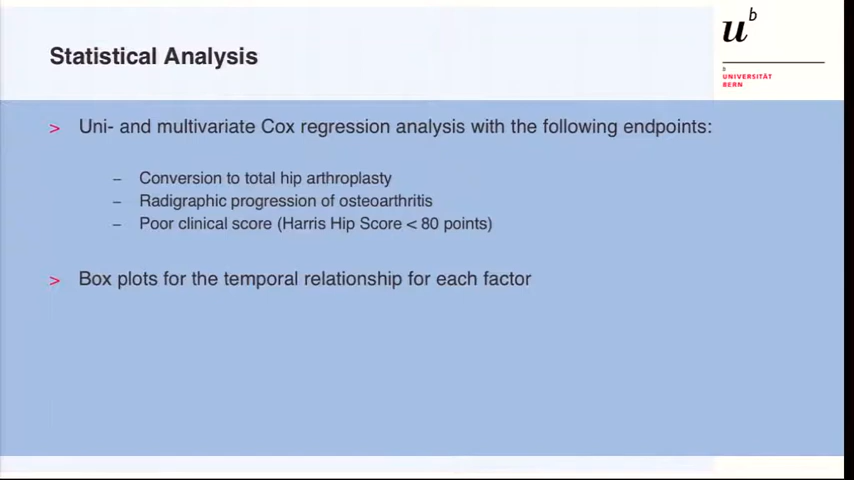 Statistical Analysis
u^b
b
UNIVERSITÄT
BERN
> Uni- and multivariate Cox regression analysis with the following endpoints:
– Conversion to total hip arthroplasty
– Radigraphic progression of osteoarthritis
– Poor clinical score (Harris Hip Score < 80 points)
> Box plots for the temporal relationship for each factor